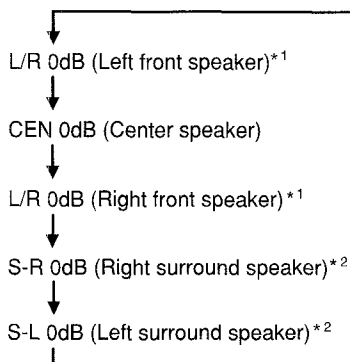 L/R 0dB (Left front speaker)*1
CEN 0dB (Center speaker)
L/R 0dB (Right front speaker)*1
S-R 0dB (Right surround speaker)*2
S-L 0dB (Left surround speaker)*2